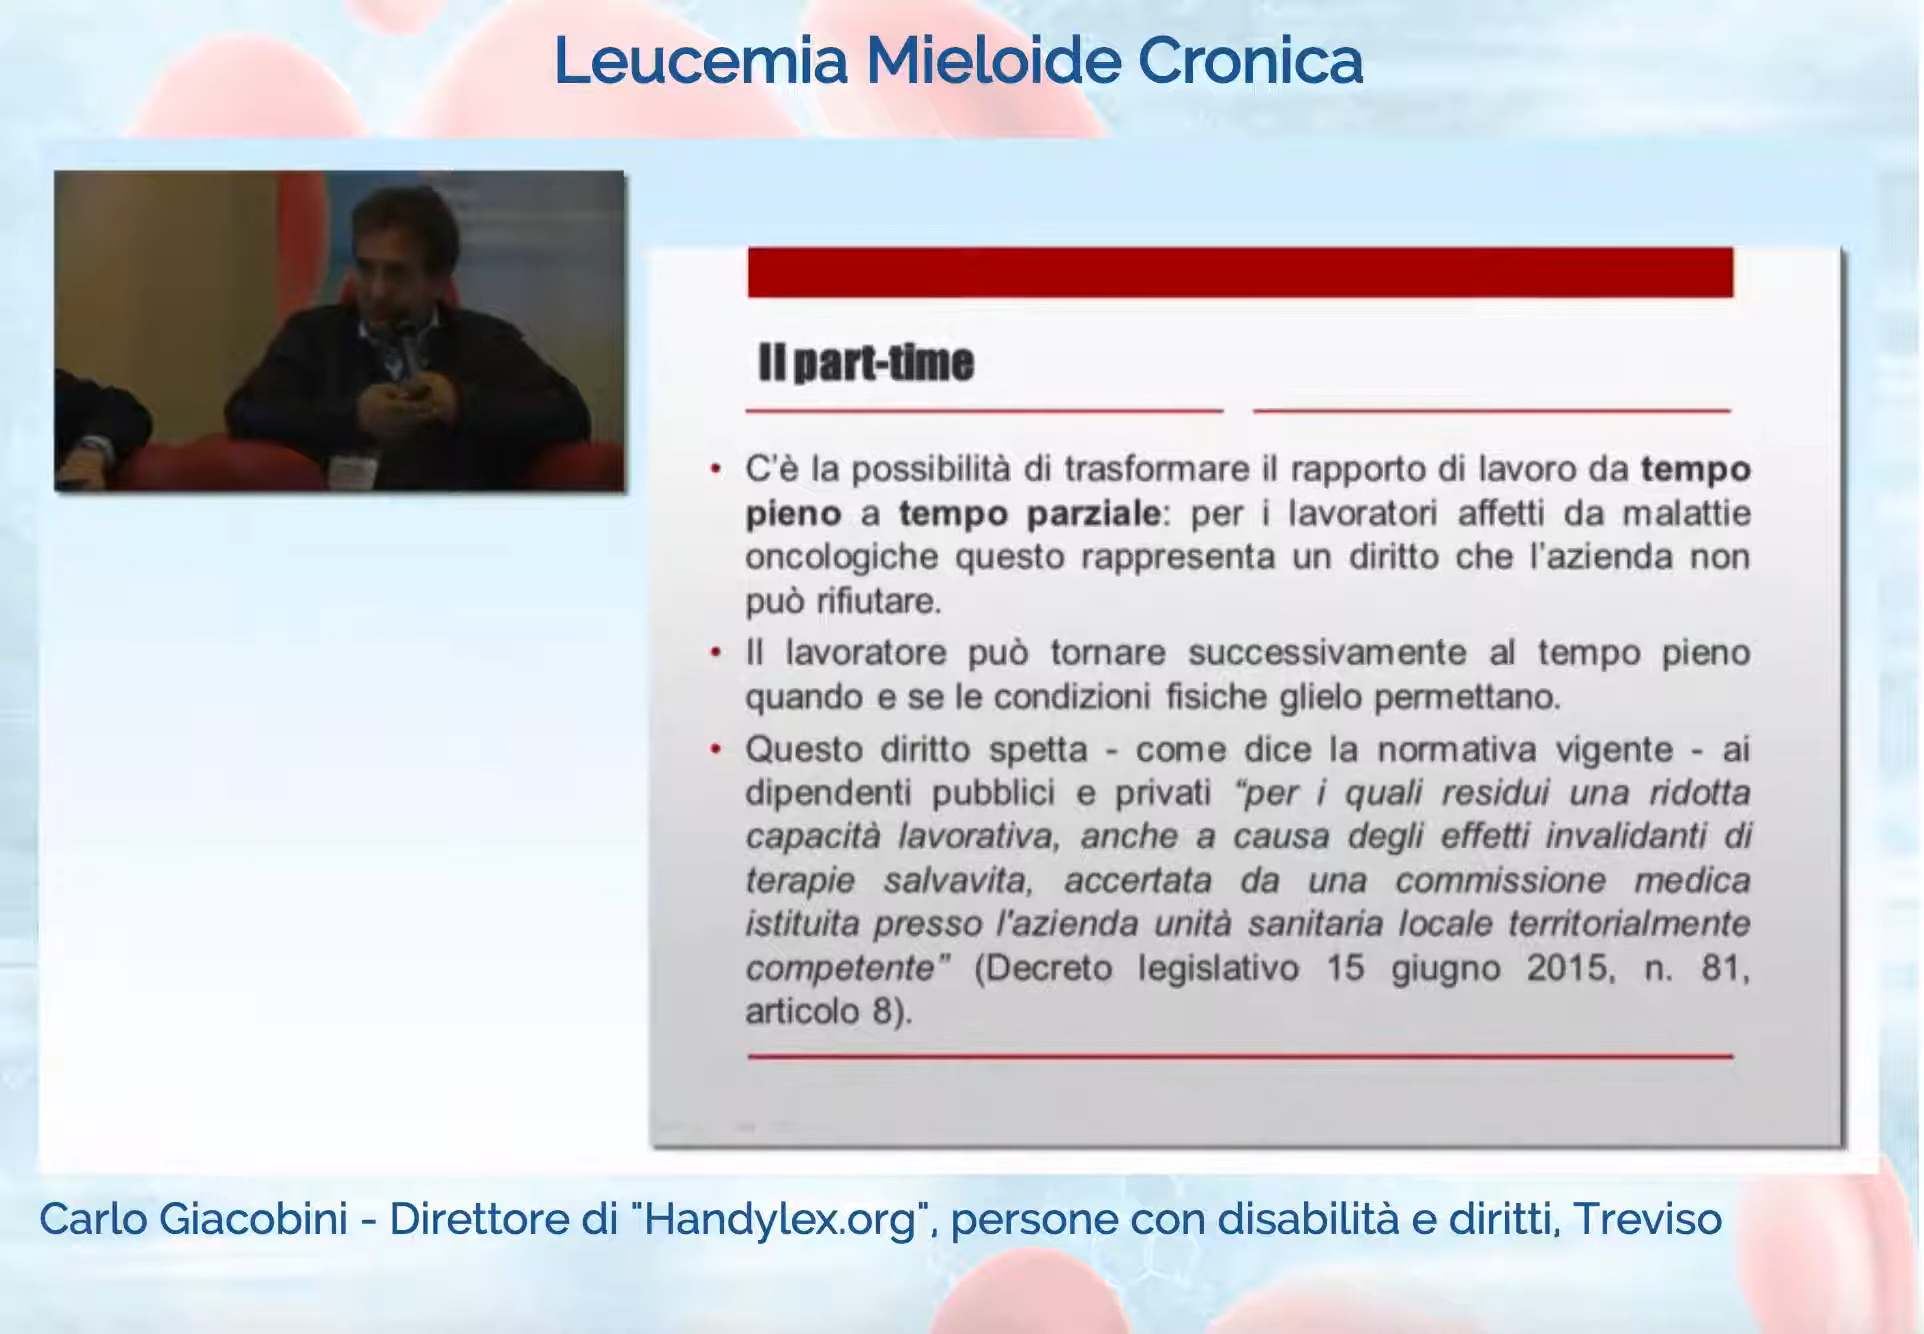 Leucemia Mieloide Cronica
Il part-time
• C'è la possibilità di trasformare il rapporto di lavoro da tempo
pieno a tempo parziale: per i lavoratori affetti da malattie
oncologiche questo rappresenta un diritto che l'azienda non
può rifiutare.
• Il lavoratore può tornare successivamente al tempo pieno
quando e se le condizioni fisiche glielo permettano.
• Questo diritto spetta - come dice la normativa vigente - ai
dipendenti pubblici e privati “per i quali residui una ridotta
capacità lavorativa, anche a causa degli effetti invalidanti di
terapie salvavita, accertata da una commissione medica
istituita presso l'azienda unità sanitaria locale territorialmente
competente” (Decreto legislativo 15 giugno 2015, n. 81,
articolo 8).
Carlo Giacobini - Direttore di "Handylex.org", persone con disabilità e diritti, Treviso